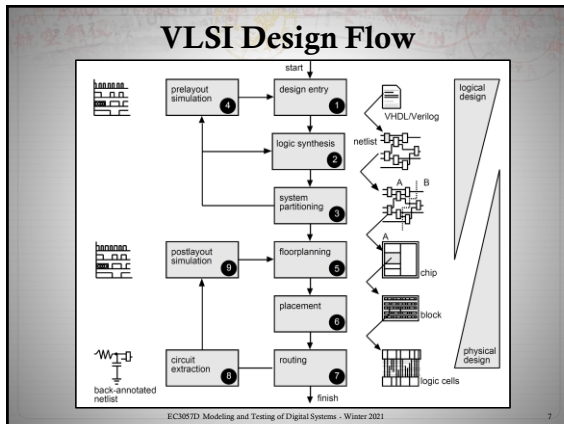 VLSI Design Flow
start
prelayout
simulation
4
design entry
1
VHDL/Verilog
logical
design
logic synthesis
2
netlist
system
partitioning
3
A
B
postlayout
simulation
9
floorplanning
5
A
chip
placement
6
block
circuit
extraction
8
routing
7
logic cells
physical
design
back-annotated
netlist
finish
EC3057D Modeling and Testing of Digital Systems - Winter 2021
7